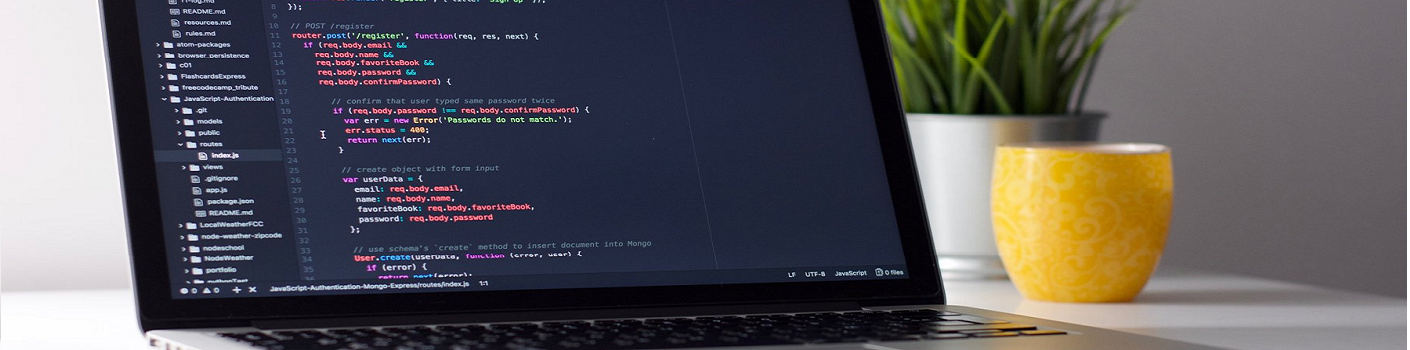 README.md
resources.md
rules.md
atom-packages
browser_persistence
c01
FlashcardsExpress
freecodecamp_tribute
JavaScript-Authentication
.git
models
public
routes
index.js
views
.gitignore
app.js
package.json
README.md
LocalWeatherFCC
node-weather-zipcode
nodeschool
NodeWeather
portfolio
8 });
9
10 // POST /register
11 router.post('/register', function(req, res, next) {
12 if (req.body.email &&
13 req.body.name &&
14 req.body.favoriteBook &&
15 req.body.password &&
16 req.body.confirmPassword) {
17
18 // confirm that user typed same password twice
19 if (req.body.password !== req.body.confirmPassword) {
20 var err = new Error('Passwords do not match.');
21 err.status = 400;
22 return next(err);
23 }
24
25 // create object with form input
26 var userData = {
27 email: req.body.email,
28 name: req.body.name,
29 favoriteBook: req.body.favoriteBook,
30 password: req.body.password
31 };
32
33 // use schema's `create` method to insert document into Mongo
34 User.create(userData, function (error, user) {
35 if (error) {
36 return next(error);
0 0 + × JavaScript-Authentication-Mongo-Express/routes/index.js 1:1
LF UTF-8 JavaScript 0 files